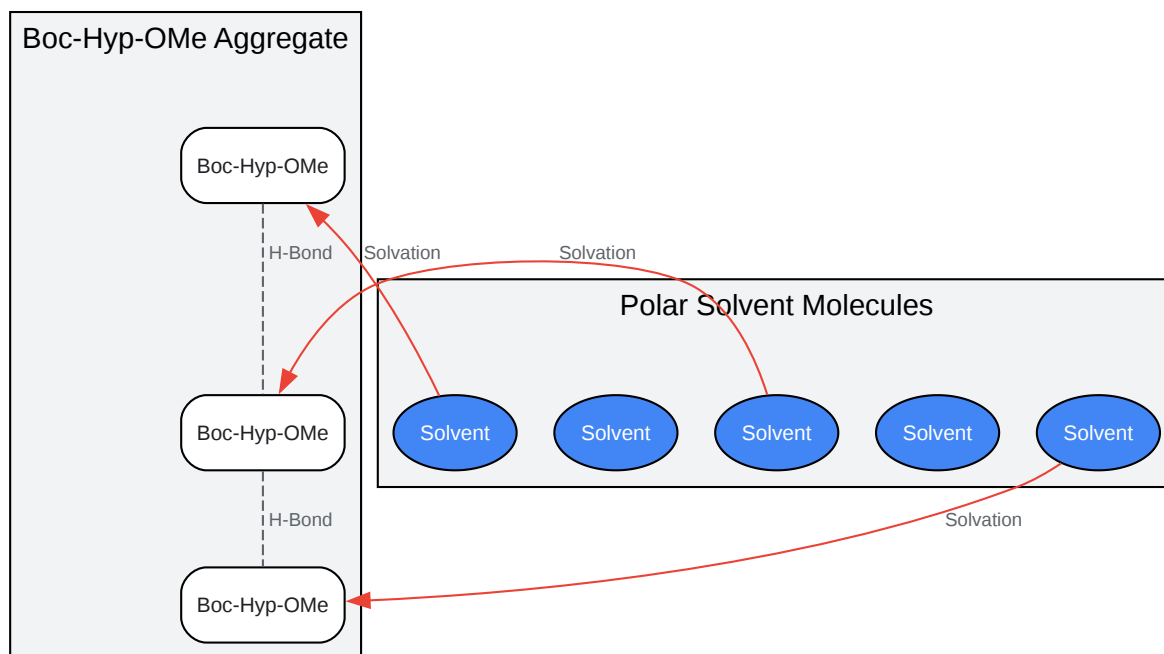 Boc-Hyp-OMe Aggregate
Boc-Hyp-OMe
H-Bond
Solvation
Solvation
Polar Solvent Molecules
Boc-Hyp-OMe
Solvent
Solvent
Solvent
Solvent
Solvent
H-Bond
Solvation
Boc-Hyp-OMe